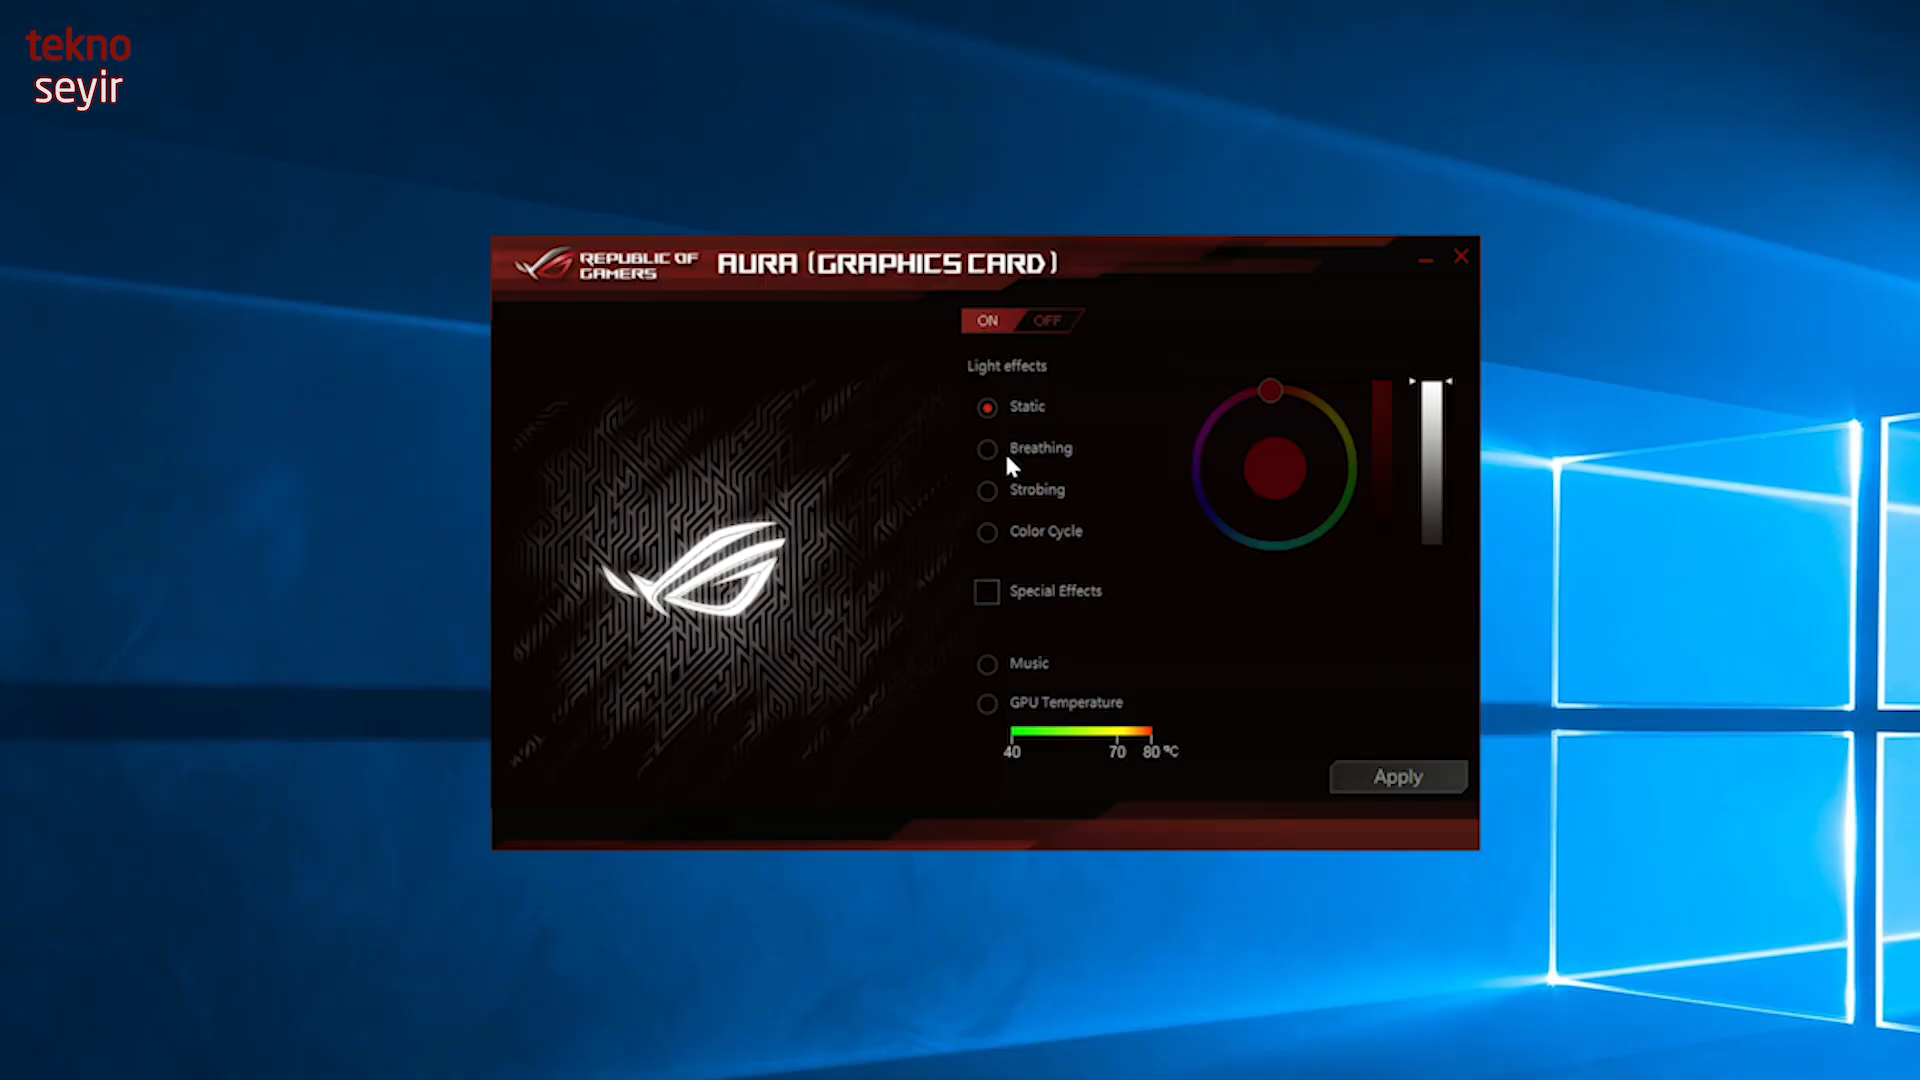 tekno
seyir
REPUBLIC OF
GAMERS
AURA (GRAPHICS CARD)
ON OFF
Light effects
Static
Breathing
Strobing
Color Cycle
Special Effects
Music
GPU Temperature
40 70 80 °C
Apply